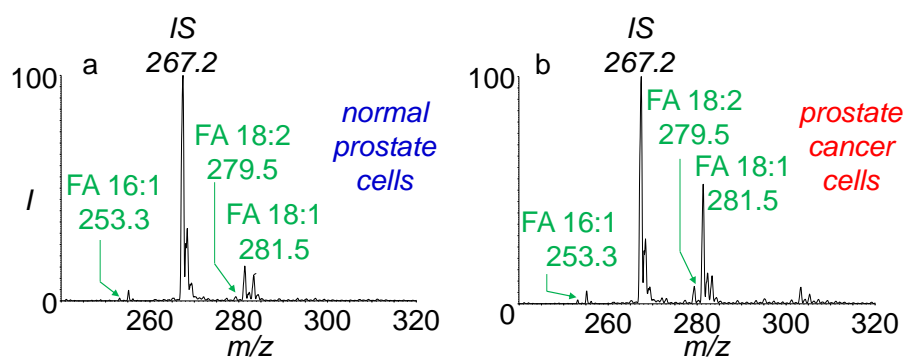 IS
267.2
a
100
normal
prostate
cells
FA 18:2
279.5
FA 16:1
253.3
FA 18:1
281.5
I
0
260
280
300
320
m/z
IS
267.2
b
100
FA 18:2
279.5
prostate
cancer
cells
FA 18:1
281.5
FA 16:1
253.3
0
260
280
300
320
m/z